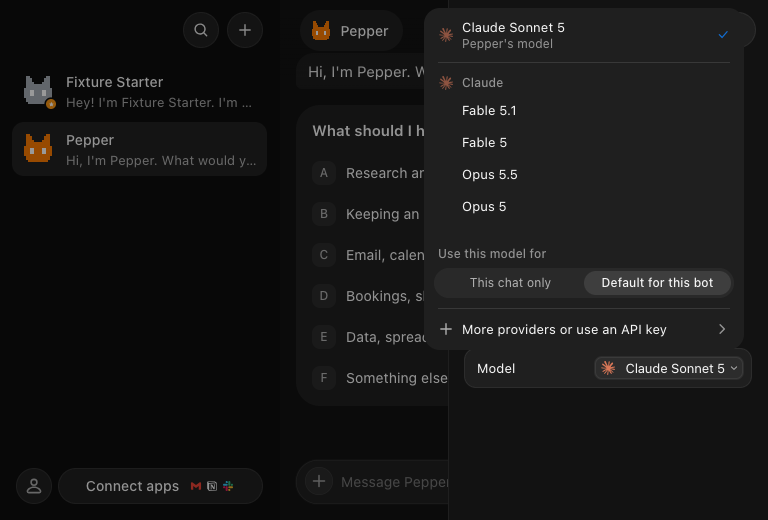 Fixture Starter
Hey! I'm Fixture Starter. I'm ...
Pepper
Hi, I'm Pepper. What would y...
Connect apps
Pepper
Hi, I'm Pepper. W
What should I h
A Research an
B Keeping an
C Email, calen
D Bookings, s
E Data, sprea
F Something else
Message Pepper
Claude Sonnet 5
Pepper's model
Claude
Fable 5.1
Fable 5
Opus 5.5
Opus 5
Use this model for
This chat only Default for this bot
More providers or use an API key
Model Claude Sonnet 5